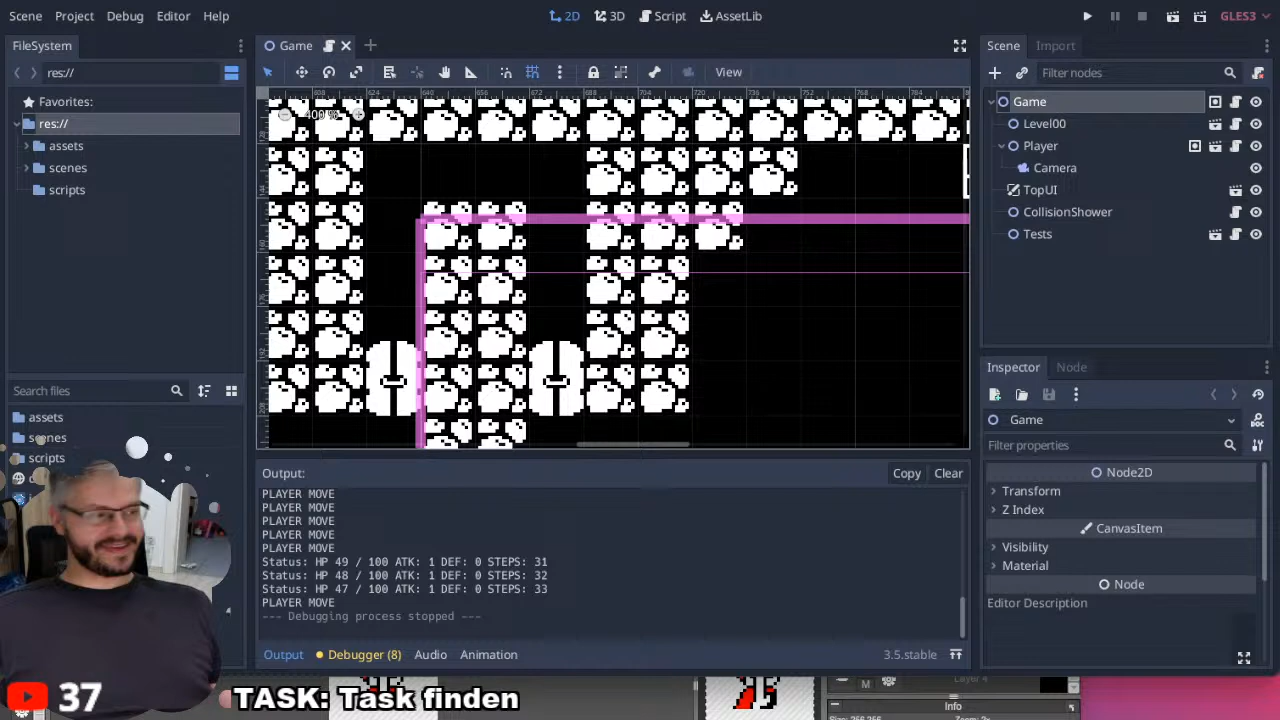 Scene Project Debug Editor Help
2D 3D Script AssetLib
GLES3
FileSystem
Game
Scene Import
res://
View
Filter nodes
Favorites:
res://
assets
scenes
scripts
400 %
Game
Level00
Player
Camera
TopUI
CollisionShower
Tests
Inspector Node
Game
Filter properties
Node2D
Transform
Z Index
CanvasItem
Visibility
Material
Node
Editor Description
Search files
assets
scenes
scripts
Output:
Copy Clear
PLAYER MOVE
PLAYER MOVE
PLAYER MOVE
PLAYER MOVE
PLAYER MOVE
Status: HP 49 / 100 ATK: 1 DEF: 0 STEPS: 31
Status: HP 48 / 100 ATK: 1 DEF: 0 STEPS: 32
Status: HP 47 / 100 ATK: 1 DEF: 0 STEPS: 33
PLAYER MOVE
--- Debugging process stopped ---
Output Debugger (8) Audio Animation
3.5.stable
37
TASK: Task finden
M
Layer 4
Info